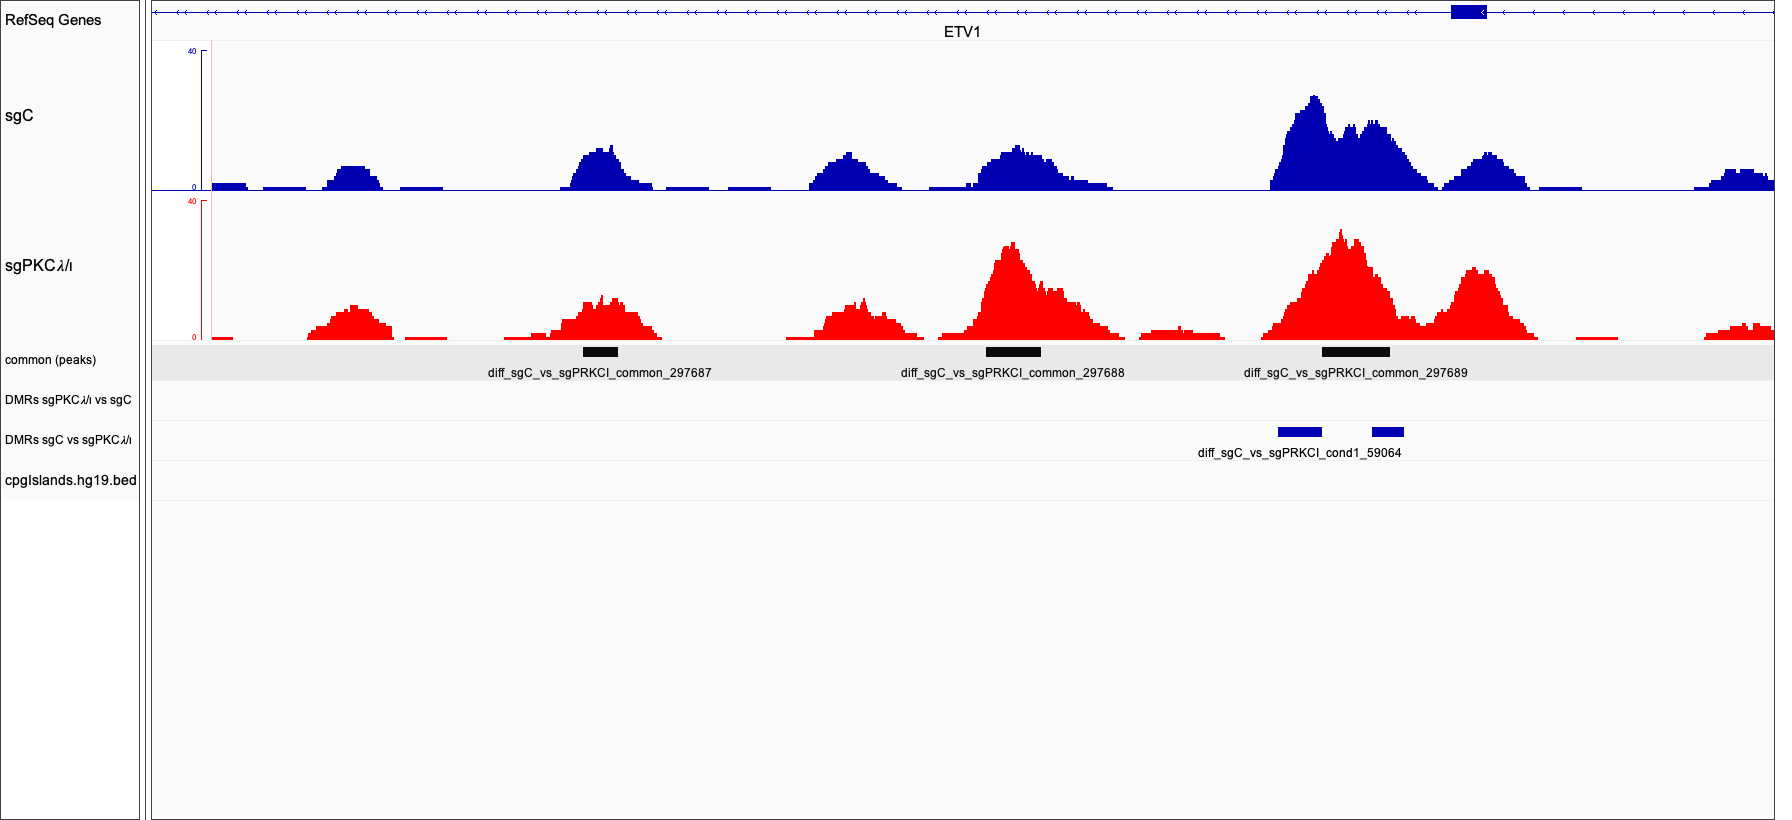 RefSeq Genes
ETV1
40
sgC
0
40
sgPKCλ/ι
0
common (peaks)
diff_sgC_vs_sgPRKCI_common_297687 diff_sgC_vs_sgPRKCI_common_297688 diff_sgC_vs_sgPRKCI_common_297689
DMRs sgPKCλ/ι vs sgC
DMRs sgC vs sgPKCλ/ι
diff_sgC_vs_sgPRKCI_cond1_59064
cpgIslands.hg19.bed